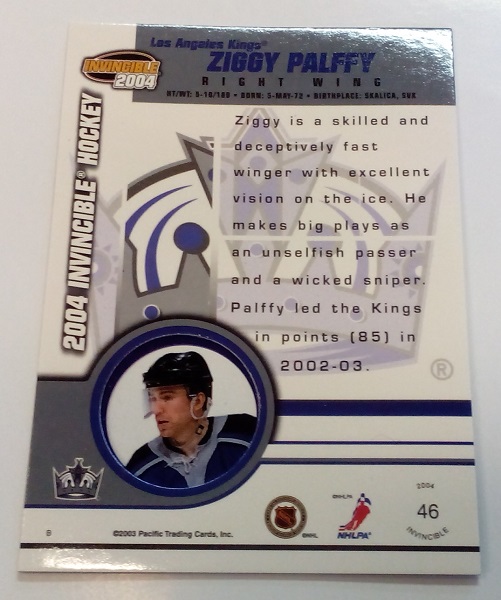 Los Angeles Kings®
INVINCIBLE
2004
ZIGGY PALFFY
RIGHT WING
HT/WT: 5-10/189 • BORN: 5-MAY-72 • BIRTHPLACE: SKALICA, SVK
2004 INVINCIBLE® HOCKEY
Ziggy is a skilled and
deceptively fast
winger with excellent
vision on the ice. He
makes big plays as
an unselfish passer
and a wicked sniper.
Palffy led the Kings
in points (85) in
2002-03.
®
2004
46
INVINCIBLE
B
©2003 Pacific Trading Cards, Inc.
©NHL
©NHLPA
NHLPA